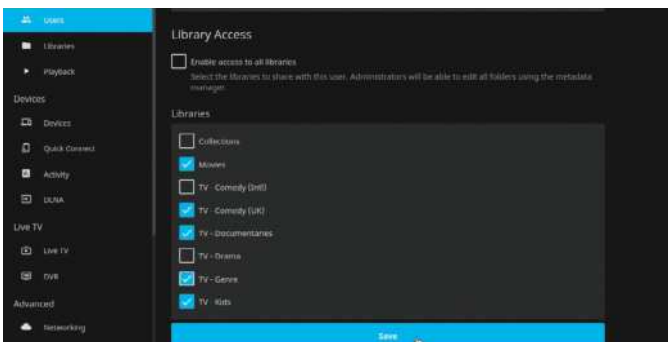 Users
Libraries
Playback
Devices
Devices
Quick Connect
Activity
DLNA
Live TV
Live TV
DVR
Advanced
Networking
Library Access
Enable access to all libraries
Select the libraries to share with this user. Administrators will be able to edit all folders using the metadata
manager.
Libraries
Collections
Movies
TV - Comedy (Intl)
TV - Comedy (UK)
TV - Documentaries
TV - Drama
TV - Genre
TV - Kids
Save